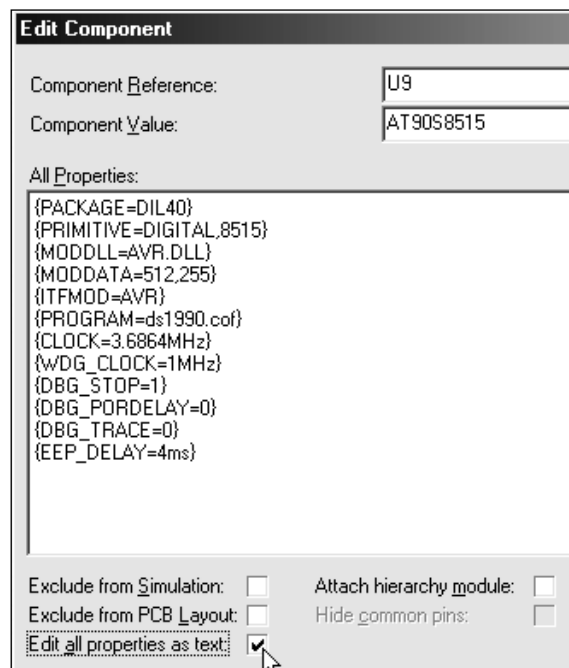 Edit Component
Component Reference: U9
Component Value: AT90S8515
All Properties:
{PACKAGE=DIL40}
{PRIMITIVE=DIGITAL,8515}
{MODDLL=AVR.DLL}
{MODDATA=512,255}
{ITFMOD=AVR}
{PROGRAM=ds1990.cof}
{CLOCK=3.6864MHz}
{WDG_CLOCK=1MHz}
{DBG_STOP=1}
{DBG_PORDELAY=0}
{DBG_TRACE=0}
{EEP_DELAY=4ms}
Exclude from Simulation: Attach hierarchy module:
Exclude from PCB Layout: Hide common pins:
Edit all properties as text: